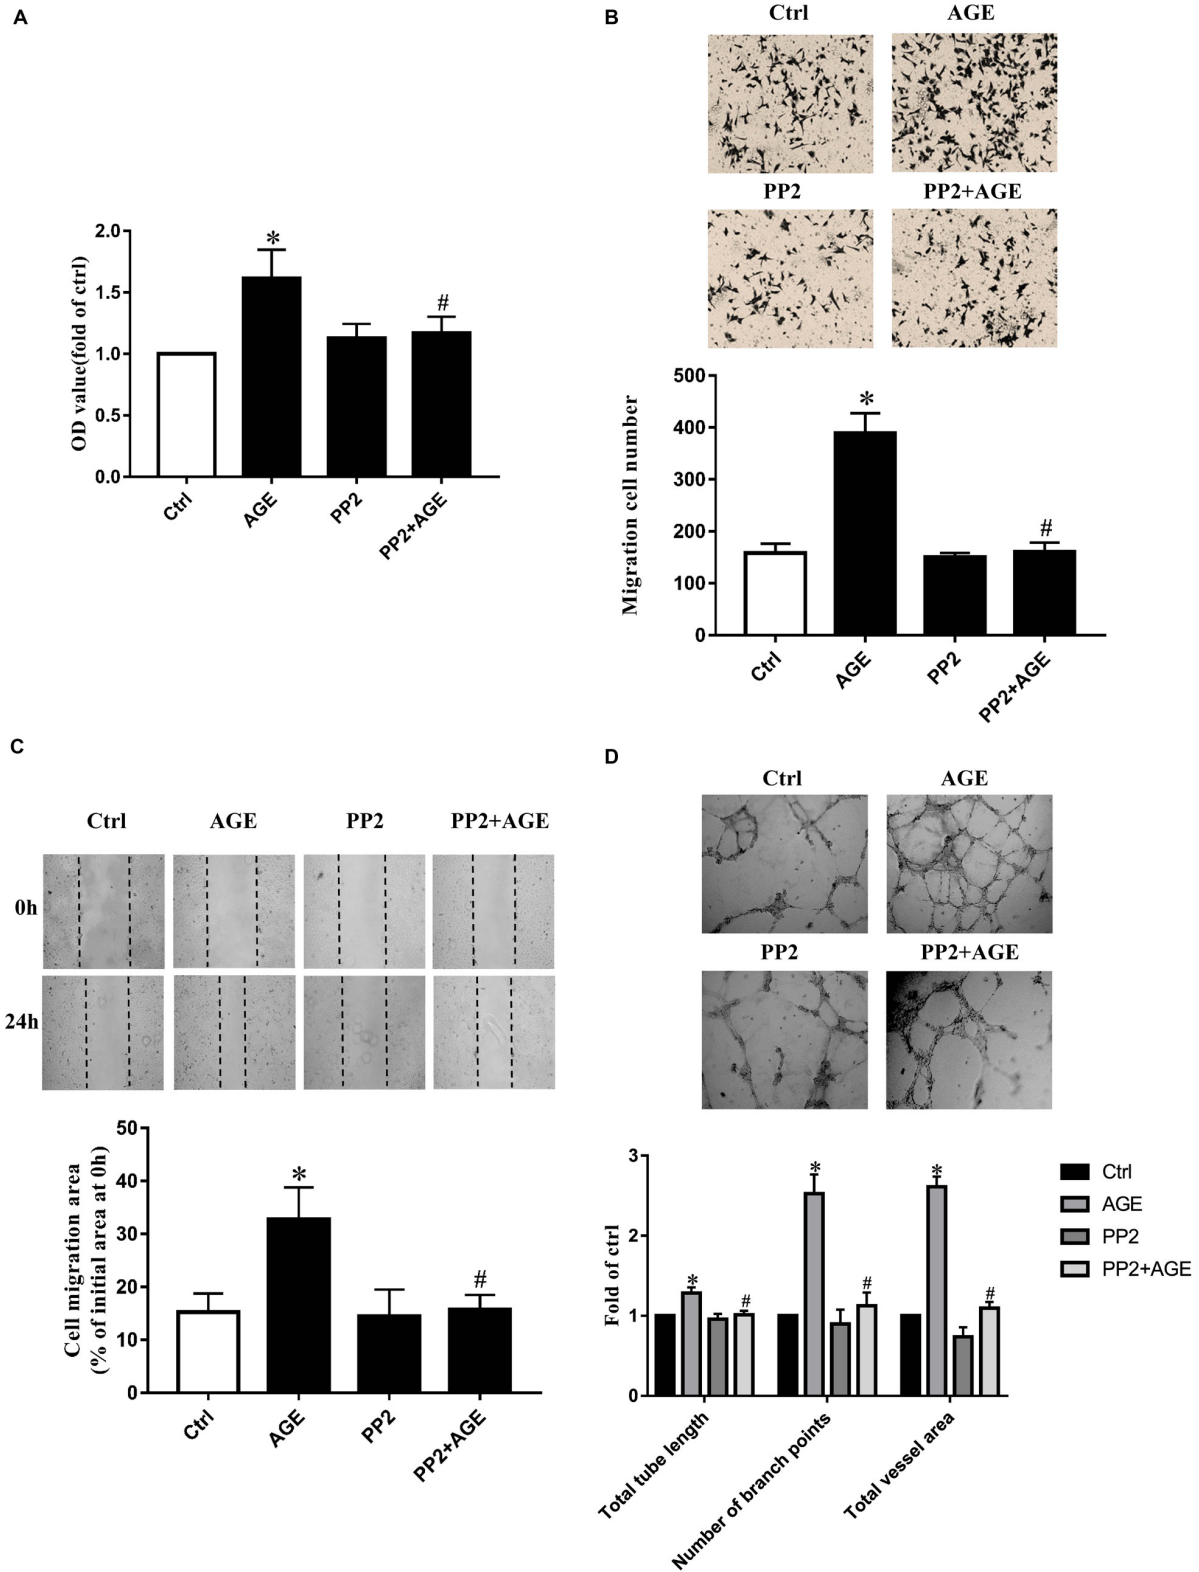 A
OD value(fold of ctrl)
2.0
*
1.5
#
1.0
0.5
0.0
Ctrl
AGE
PP2
PP2+AGE
B
Ctrl
AGE
PP2
PP2+AGE
Migration cell number
500
*
400
300
200
#
100
0
Ctrl
AGE
PP2
PP2+AGE
C
Ctrl AGE PP2 PP2+AGE
0h
24h
Cell migration area
(% of initial area at 0h)
50
40
*
30
20
#
10
0
Ctrl
AGE
PP2
PP2+AGE
D
Ctrl
AGE
PP2
PP2+AGE
Fold of ctrl
3
2
1
0
*
#
*
#
*
#
Total tube length
Number of branch points
Total vessel area
Ctrl
AGE
PP2
PP2+AGE